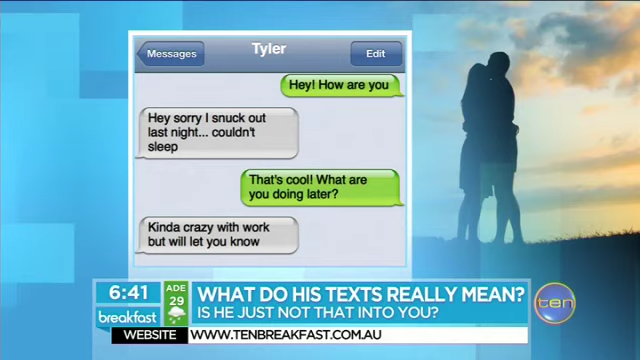 Messages
Tyler
Edit
Hey! How are you
Hey sorry I snuck out
last night... couldn't
sleep
That's cool! What are
you doing later?
Kinda crazy with work
but will let you know
6:41
ADE
29
breakfast
WHAT DO HIS TEXTS REALLY MEAN?
IS HE JUST NOT THAT INTO YOU?
ten
WEBSITE
WWW.TENBREAKFAST.COM.AU